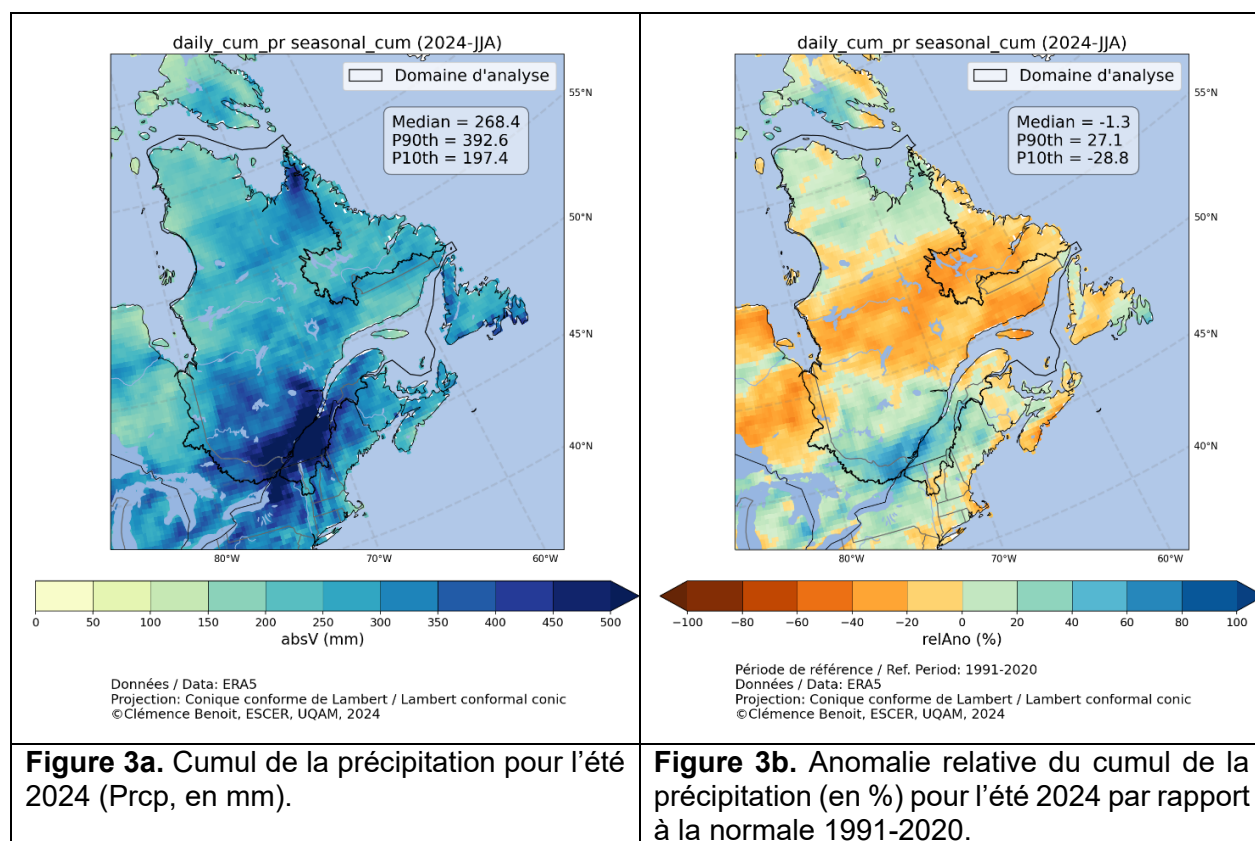 daily_cum_pr seasonal_cum (2024-JJA)
Domaine d'analyse
Median = 268.4
P90th = 392.6
P10th = 197.4
55°N
50°N
45°N
40°N
80°W
70°W
60°W
0 50 100 150 200 250 300 350 400 450 500
absV (mm)
Données / Data: ERA5
Projection: Conique conforme de Lambert / Lambert conformal conic
©Clémence Benoit, ESCER, UQAM, 2024
Figure 3a. Cumul de la précipitation pour l’été
2024 (Prcp, en mm).
daily_cum_pr seasonal_cum (2024-JJA)
Domaine d'analyse
Median = -1.3
P90th = 27.1
P10th = -28.8
55°N
50°N
45°N
40°N
80°W
70°W
60°W
−100 −80 −60 −40 −20 0 20 40 60 80 100
relAno (%)
Période de référence / Ref. Period: 1991-2020
Données / Data: ERA5
Projection: Conique conforme de Lambert / Lambert conformal conic
©Clémence Benoit, ESCER, UQAM, 2024
Figure 3b. Anomalie relative du cumul de la
précipitation (en %) pour l’été 2024 par rapport
à la normale 1991-2020.